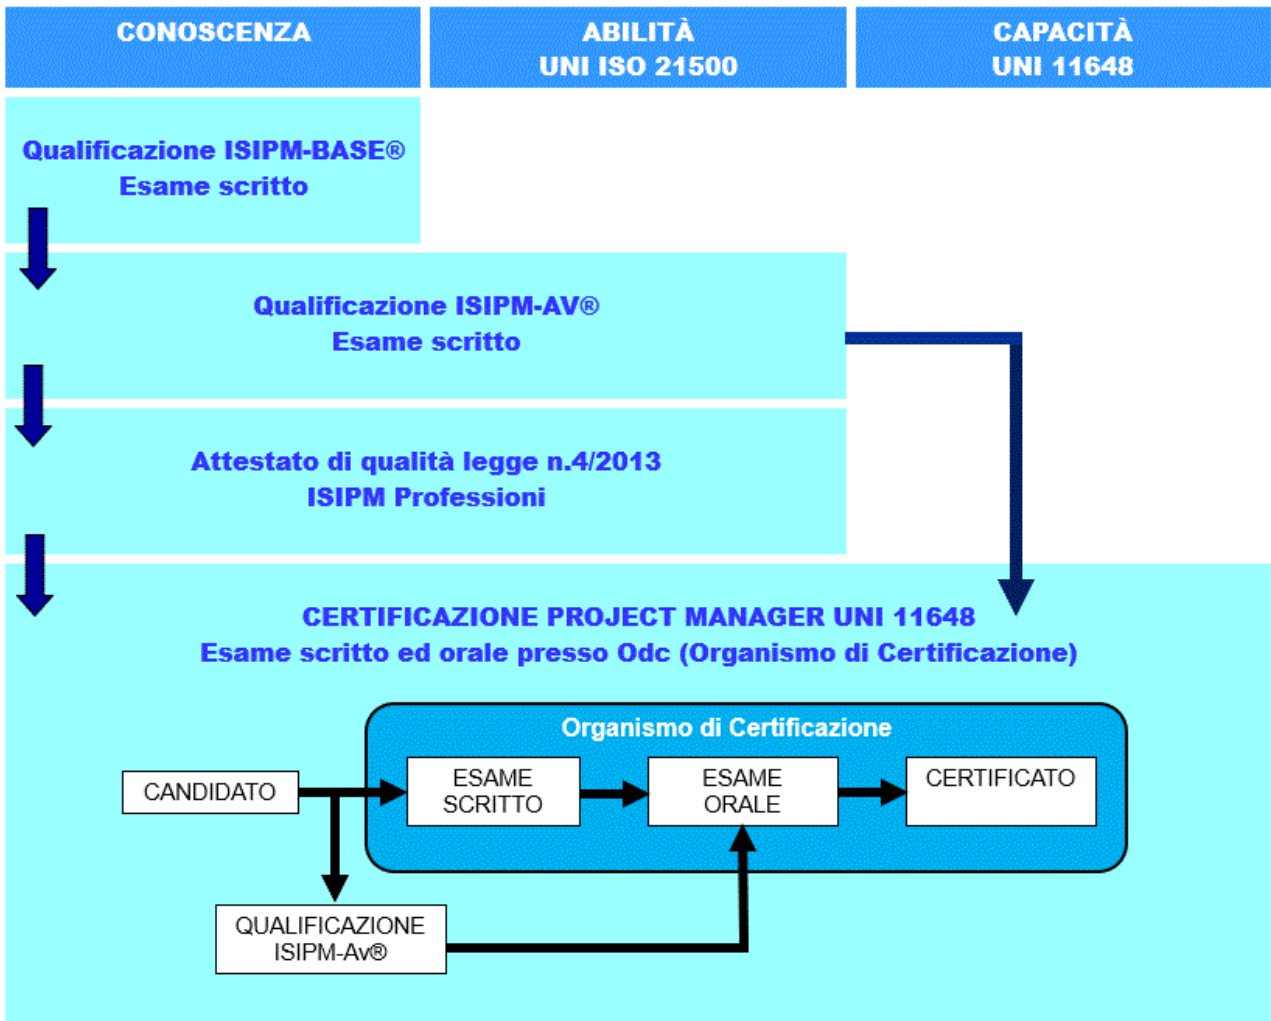 CONOSCENZA
ABILITÀ
UNI ISO 21500
CAPACITÀ
UNI 11648
Qualificazione ISIPM-BASE®
Esame scritto
Qualificazione ISIPM-AV®
Esame scritto
Attestato di qualità legge n.4/2013
ISIPM Professioni
CERTIFICAZIONE PROJECT MANAGER UNI 11648
Esame scritto ed orale presso Odc (Organismo di Certificazione)
Organismo di Certificazione
CANDIDATO
ESAME
SCRITTO
ESAME
ORALE
CERTIFICATO
QUALIFICAZIONE
ISIPM-Av®